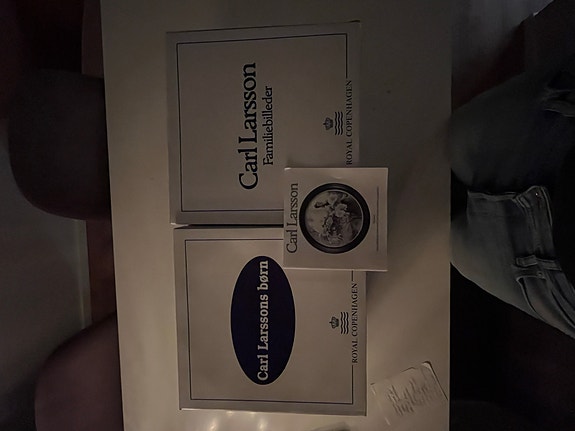 Carl Larsson
Familiebilleder
ROYAL COPENHAGEN
Carl Larsson
Carl Larssons børn
ROYAL COPENHAGEN